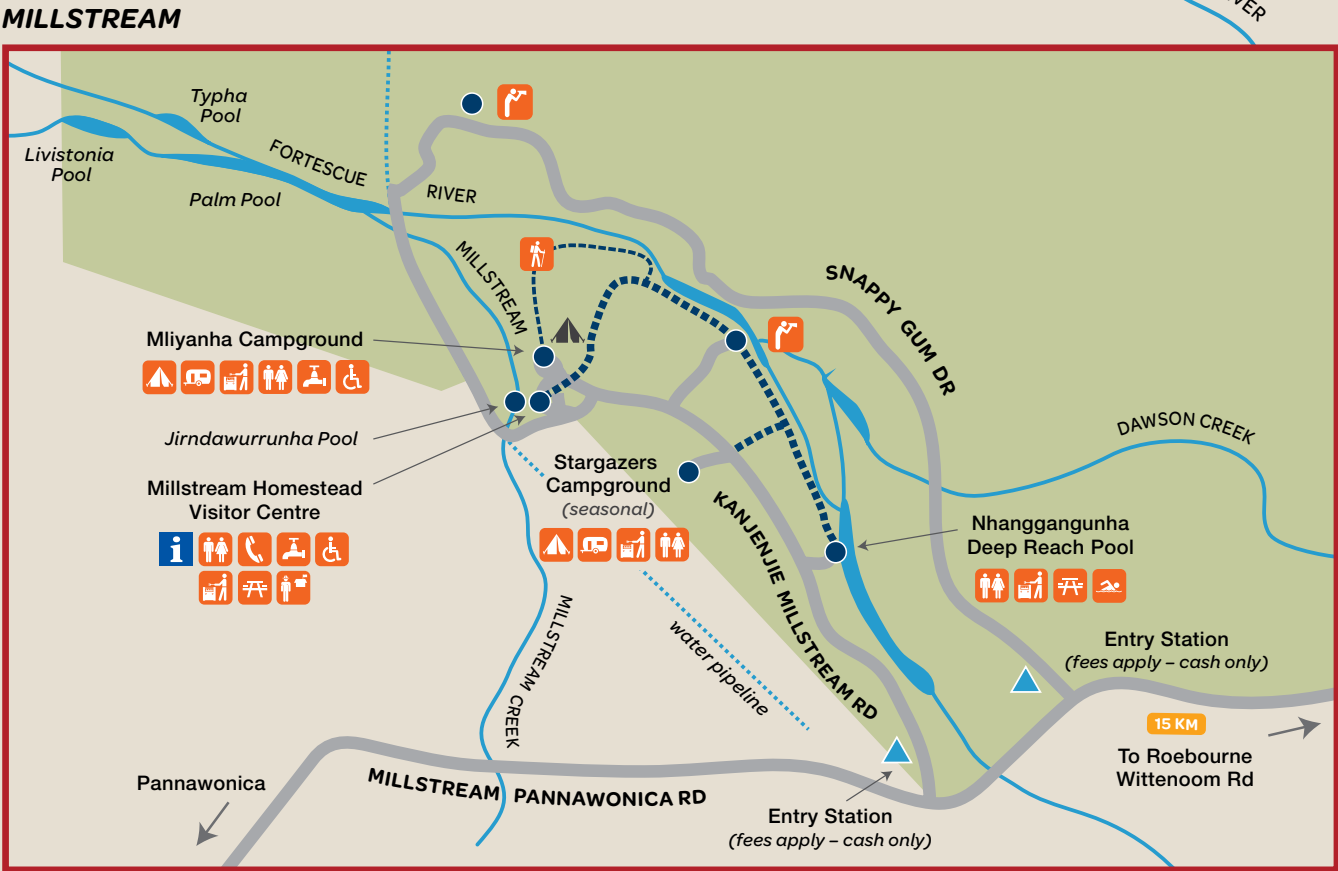 MILLSTREAM
Typha
Pool
Livistonia
Pool
Palm Pool
FORTESCUE
RIVER
MILLSTREAM
SNAPPY GUM DR
Mliyanha Campground
Jirndawurrunha Pool
DAWSON CREEK
Millstream Homestead
Visitor Centre
i
Stargazers
Campground
(seasonal)
KANJENJIE MILLSTREAM RD
Nhanggangunha
Deep Reach Pool
MILLSTREAM CREEK
water pipeline
Entry Station
(fees apply – cash only)
15 KM
To Roebourne
Wittenoom Rd
Pannawonica
MILLSTREAM PANNAWONICA RD
Entry Station
(fees apply – cash only)